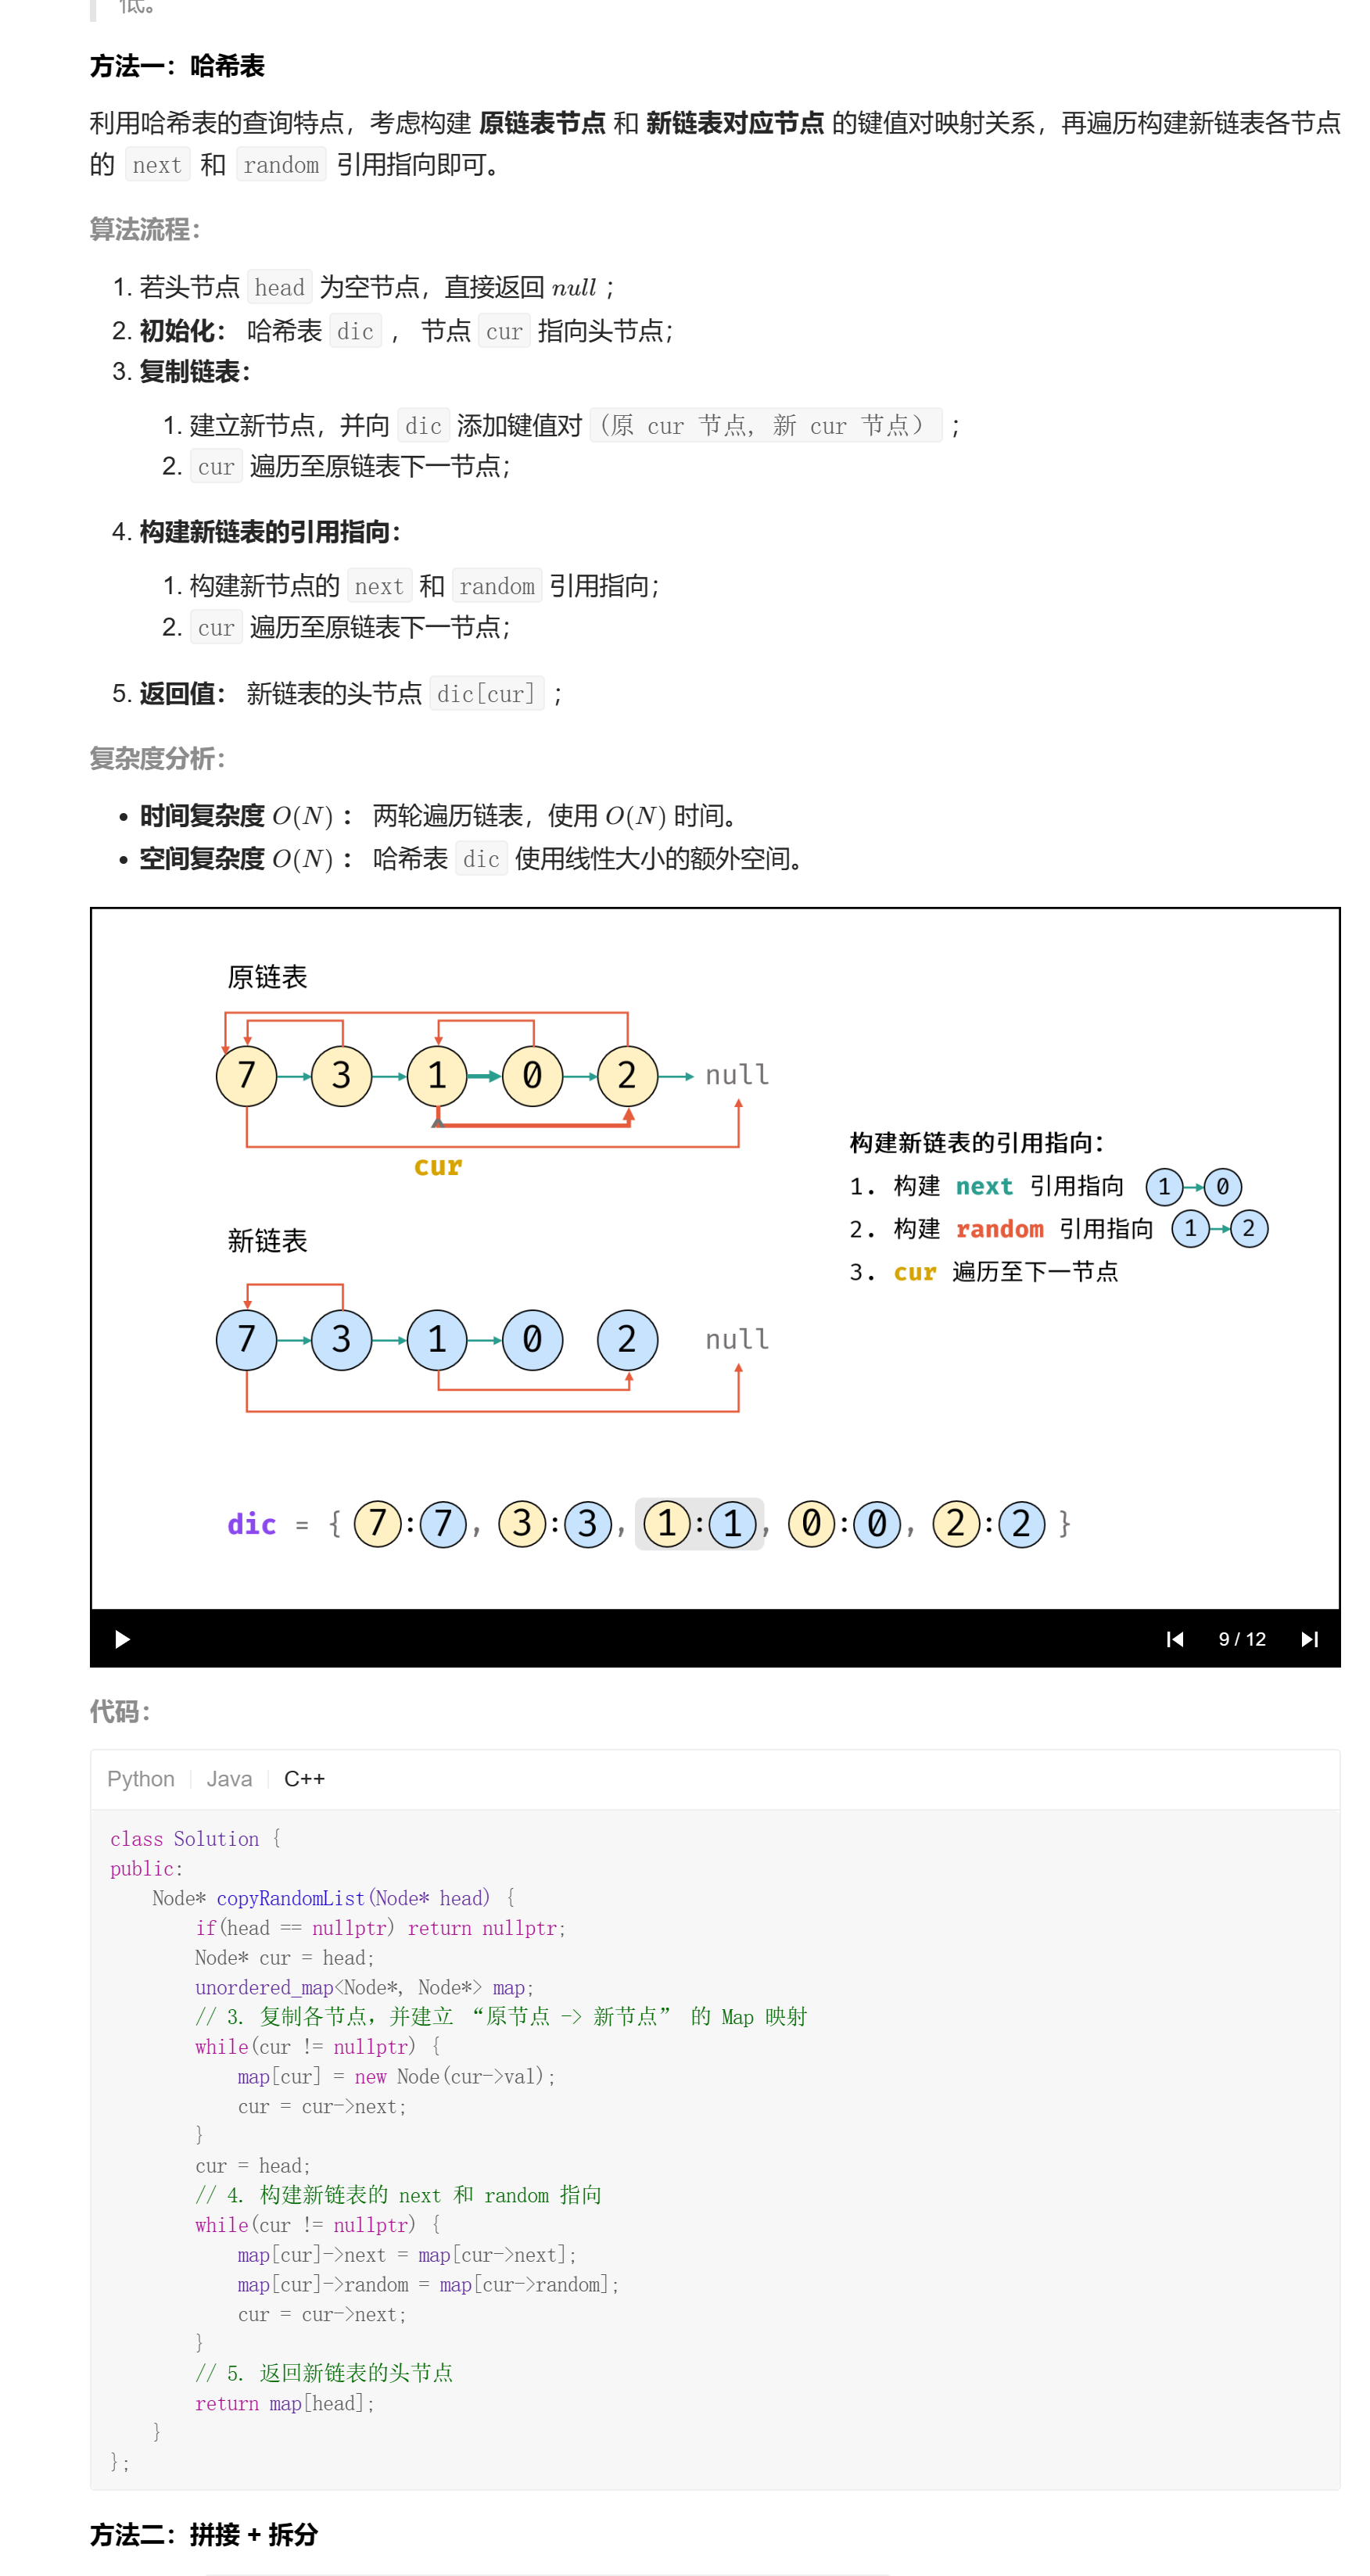 低。
方法一：哈希表
利用哈希表的查询特点，考虑构建 原链表节点 和 新链表对应节点 的键值对映射关系，再遍历构建新链表各节点
的 next 和 random 引用指向即可。
算法流程：
1. 若头节点 head 为空节点，直接返回 null ；
2. 初始化： 哈希表 dic ， 节点 cur 指向头节点；
3. 复制链表：
1. 建立新节点，并向 dic 添加键值对 (原 cur 节点, 新 cur 节点） ；
2. cur 遍历至原链表下一节点；
4. 构建新链表的引用指向：
1. 构建新节点的 next 和 random 引用指向；
2. cur 遍历至原链表下一节点；
5. 返回值： 新链表的头节点 dic[cur] ；
复杂度分析：
• 时间复杂度 O(N) ： 两轮遍历链表，使用 O(N) 时间。
• 空间复杂度 O(N) ： 哈希表 dic 使用线性大小的额外空间。
原链表
7 3 1 0 2 null
cur
构建新链表的引用指向：
1. 构建 next 引用指向 1 0
2. 构建 random 引用指向 1 2
3. cur 遍历至下一节点
新链表
7 3 1 0 2 null
dic = { 7:7, 3:3, 1:1, 0:0, 2:2 }
9 / 12
代码：
Python Java C++
class Solution {
public:
    Node* copyRandomList(Node* head) {
        if(head == nullptr) return nullptr;
        Node* cur = head;
        unordered_map<Node*, Node*> map;
        // 3. 复制各节点，并建立 “原节点 -> 新节点” 的 Map 映射
        while(cur != nullptr) {
            map[cur] = new Node(cur->val);
            cur = cur->next;
        }
        cur = head;
        // 4. 构建新链表的 next 和 random 指向
        while(cur != nullptr) {
            map[cur]->next = map[cur->next];
            map[cur]->random = map[cur->random];
            cur = cur->next;
        }
        // 5. 返回新链表的头节点
        return map[head];
    }
};
方法二：拼接 + 拆分